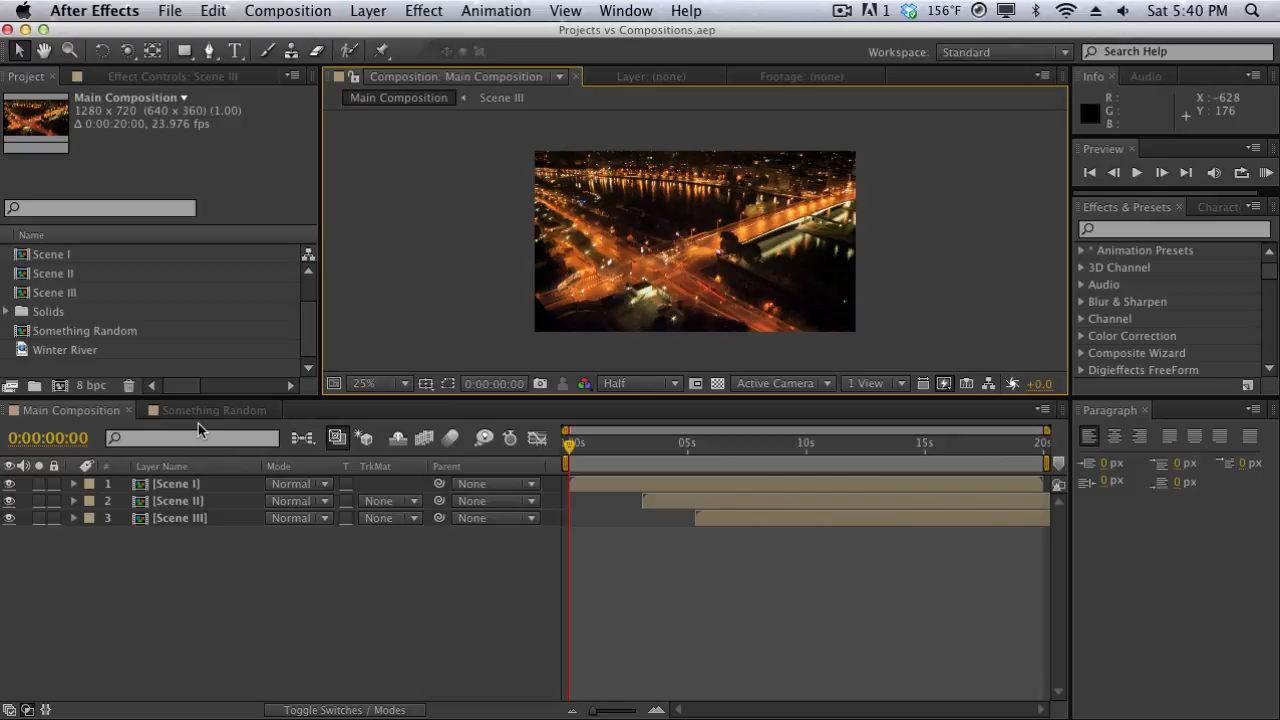 After Effects File Edit Composition Layer Effect Animation View Window Help 1 156°F Sat 5:40 PM
Projects vs Compositions.aep
Workspace: Standard Search Help
Project Effect Controls: Scene III Composition: Main Composition Layer: (none) Footage: (none) Info Audio
Main Composition
1280 x 720 (640 x 360) (1.00)
Δ 0:00:20:00, 23.976 fps
Main Composition Scene III
R: X: -628
G: Y: 176
B:
Preview
Effects & Presets Charact
Name
Scene I
Scene II
Scene III
Solids
Something Random
Winter River
* Animation Presets
3D Channel
Audio
Blur & Sharpen
Channel
Color Correction
Composite Wizard
Digieffects FreeForm
8 bpc 25% 0:00:00:00 Half Active Camera 1 View +0.0
Main Composition Something Random
Paragraph
0:00:00:00
05s 10s 15s 20s
# Layer Name Mode T TrkMat Parent
1 [Scene I] Normal None
2 [Scene II] Normal None None
3 [Scene III] Normal None None
0 px 0 px 0 px
0 px 0 px
Toggle Switches / Modes